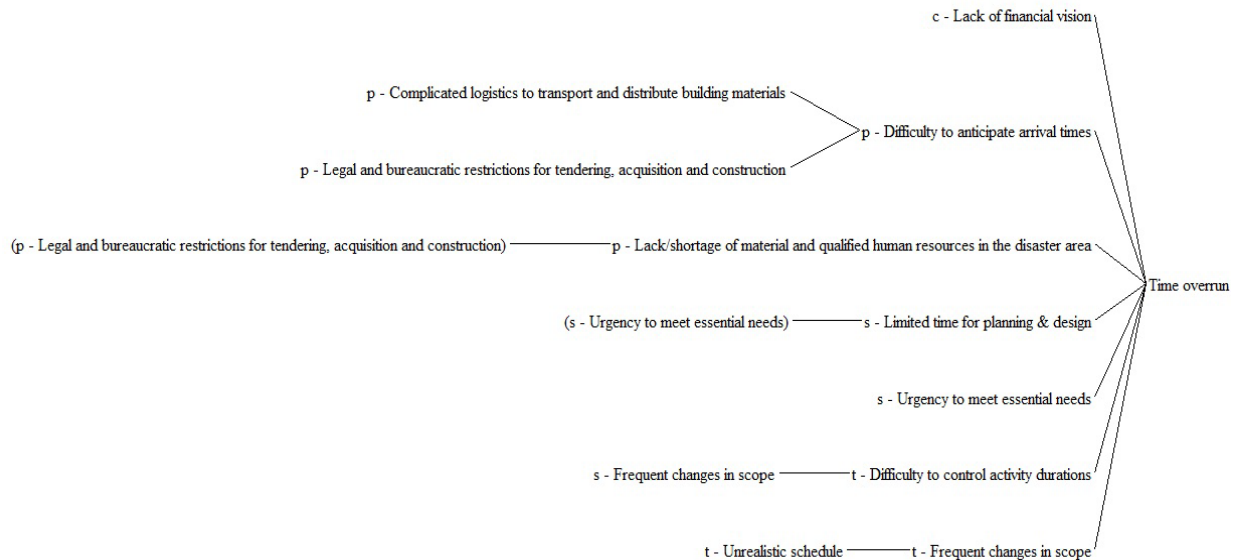 c - Lack of financial vision
p - Complicated logistics to transport and distribute building materials
p - Difficulty to anticipate arrival times
p - Legal and bureaucratic restrictions for tendering, acquisition and construction
(p - Legal and bureaucratic restrictions for tendering, acquisition and construction)
p - Lack/shortage of material and qualified human resources in the disaster area
Time overrun
(s - Urgency to meet essential needs)
s - Limited time for planning & design
s - Urgency to meet essential needs
s - Frequent changes in scope
t - Difficulty to control activity durations
t - Unrealistic schedule
t - Frequent changes in scope